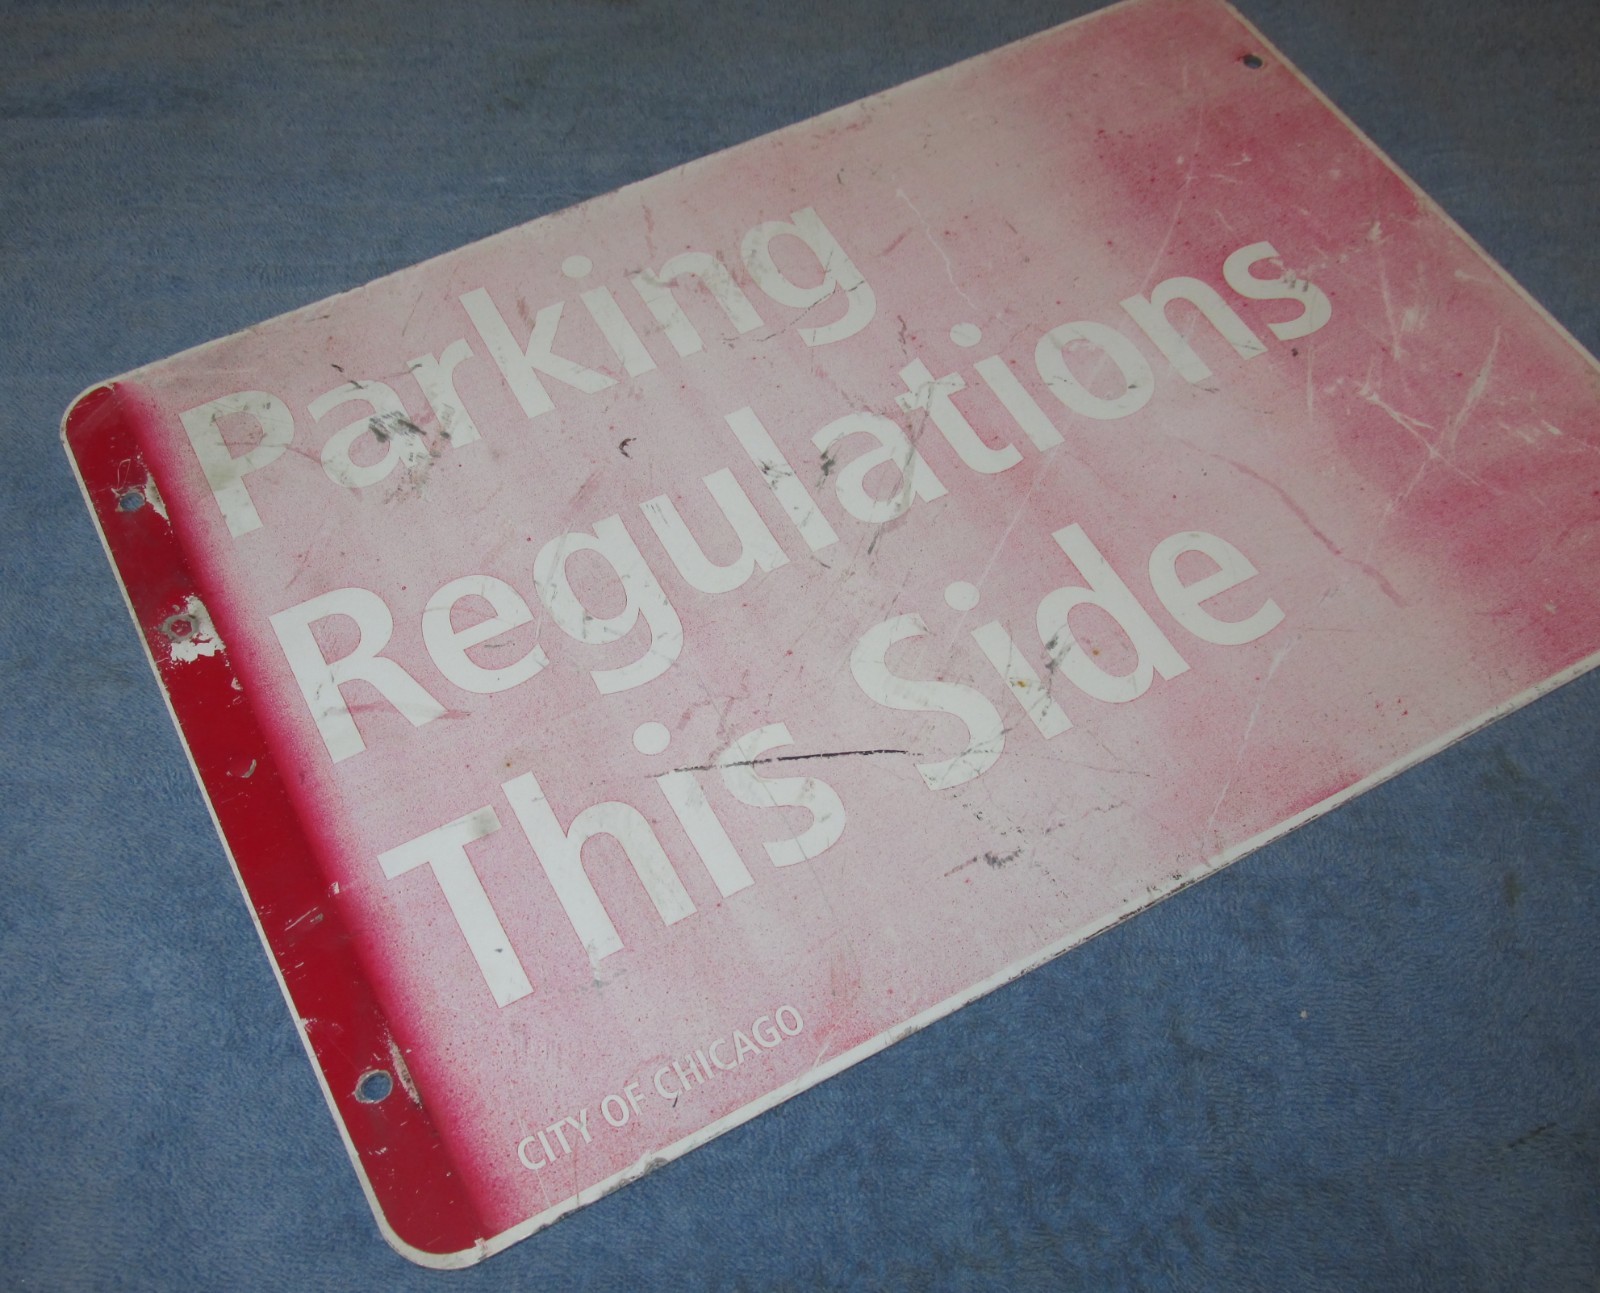 Parking
Regulations
This Side
CITY OF CHICAGO